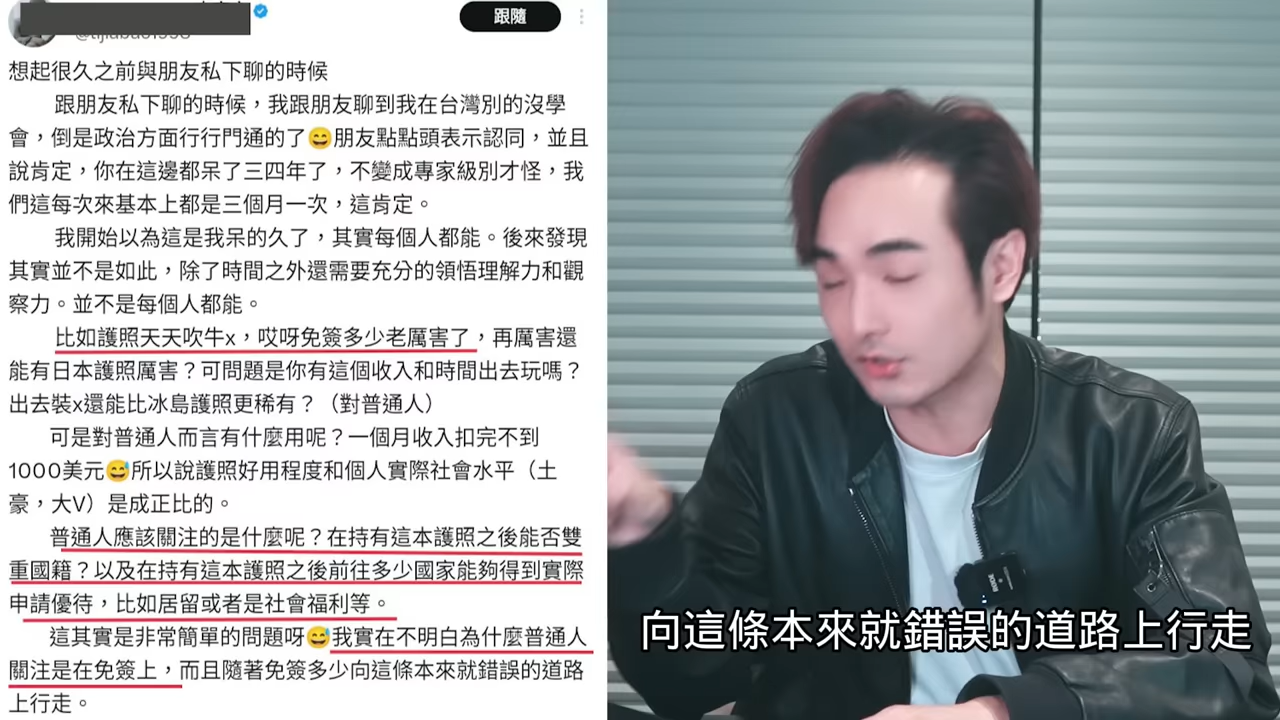 跟隨
想起很久之前與朋友私下聊的時候
跟朋友私下聊的時候，我跟朋友聊到我在台灣別的沒學
會，倒是政治方面行行門通的了😄朋友點點頭表示認同，並且
說肯定，你在這邊都呆了三四年了，不變成專家級別才怪，我
們這每次來基本上都是三個月一次，這肯定。
我開始以為這是我呆的久了，其實每個人都能。後來發現
其實並不是如此，除了時間之外還需要充分的領悟理解力和觀
察力。並不是每個人都能。
比如護照天天吹牛x，哎呀免簽多少老厲害了，再厲害還
能有日本護照厲害？可問題是你有這個收入和時間出去玩嗎？
出去裝x還能比冰島護照更稀有？（對普通人）
可是對普通人而言有什麼用呢？一個月收入扣完不到
1000美元😅所以說護照好用程度和個人實際社會水平（土
豪，大V）是成正比的。
普通人應該關注的是什麼呢？在持有這本護照之後能否雙
重國籍？以及在持有這本護照之後前往多少國家能夠得到實際
申請優待，比如居留或者是社會福利等。
這其實是非常簡單的問題呀😅我實在不明白為什麼普通人
關注是在免簽上，而且隨著免簽多少向這條本來就錯誤的道路
上行走。
向這條本來就錯誤的道路上行走